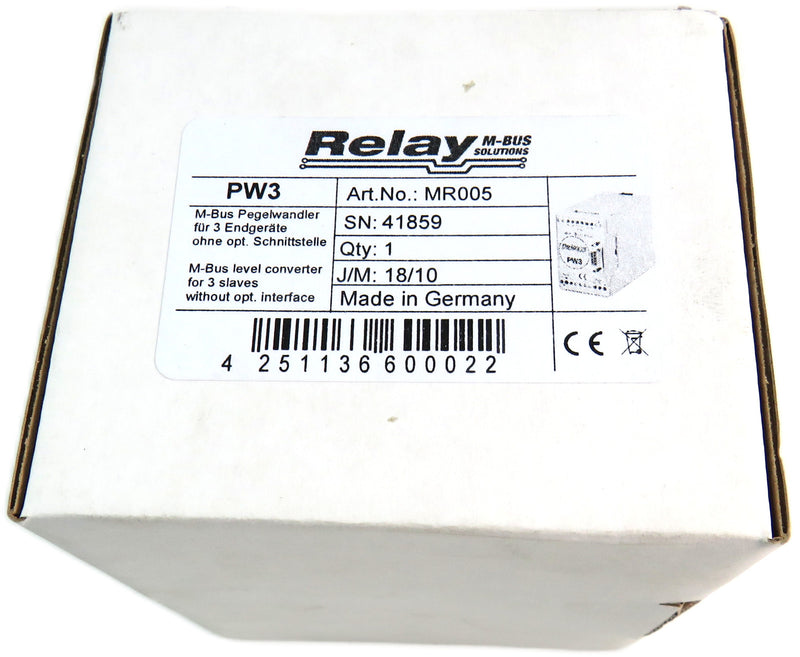 Relay M-BUS
SOLUTIONS
PW3
M-Bus Pegelwandler
für 3 Endgeräte
ohne opt. Schnittstelle
M-Bus level converter
for 3 slaves
without opt. interface
Art.No.: MR005
SN: 41859
Qty: 1
J/M: 18/10
Made in Germany
PW3
CE
4 251136 600022